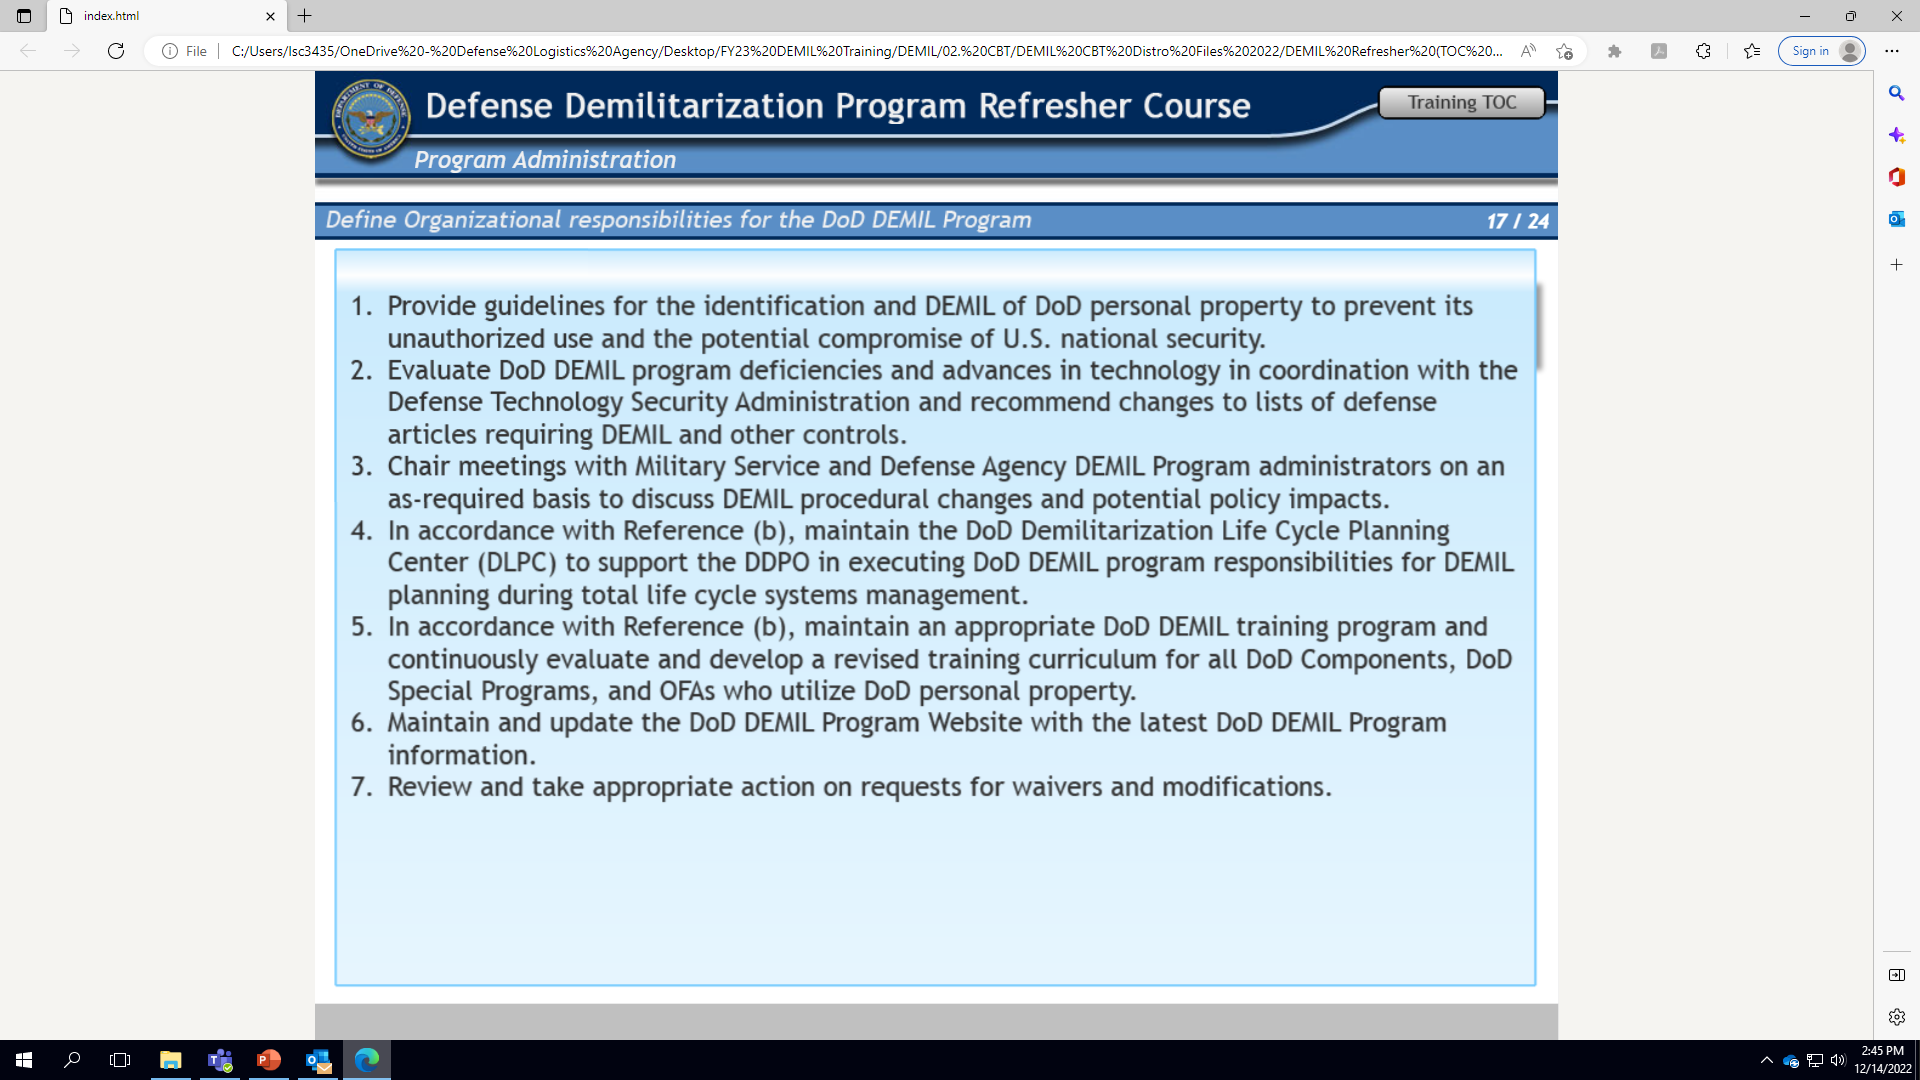 index.html
File
C:/Users/lsc3435/OneDrive%20-%20Defense%20Logistics%20Agency/Desktop/FY23%20DEMIL%20Training/DEMIL/02.%20CBT/DEMIL%20CBT%20Distro%20Files%202022/DEMIL%20Refresher%20(TOC%20...
Sign in
Defense Demilitarization Program Refresher Course
Training TOC
Program Administration
Define Organizational responsibilities for the DoD DEMIL Program
17 / 24
1. Provide guidelines for the identification and DEMIL of DoD personal property to prevent its
unauthorized use and the potential compromise of U.S. national security.
2. Evaluate DoD DEMIL program deficiencies and advances in technology in coordination with the
Defense Technology Security Administration and recommend changes to lists of defense
articles requiring DEMIL and other controls.
3. Chair meetings with Military Service and Defense Agency DEMIL Program administrators on an
as-required basis to discuss DEMIL procedural changes and potential policy impacts.
4. In accordance with Reference (b), maintain the DoD Demilitarization Life Cycle Planning
Center (DLPC) to support the DDPO in executing DoD DEMIL program responsibilities for DEMIL
planning during total life cycle systems management.
5. In accordance with Reference (b), maintain an appropriate DoD DEMIL training program and
continuously evaluate and develop a revised training curriculum for all DoD Components, DoD
Special Programs, and OFAs who utilize DoD personal property.
6. Maintain and update the DoD DEMIL Program Website with the latest DoD DEMIL Program
information.
7. Review and take appropriate action on requests for waivers and modifications.
2:45 PM
12/14/2022